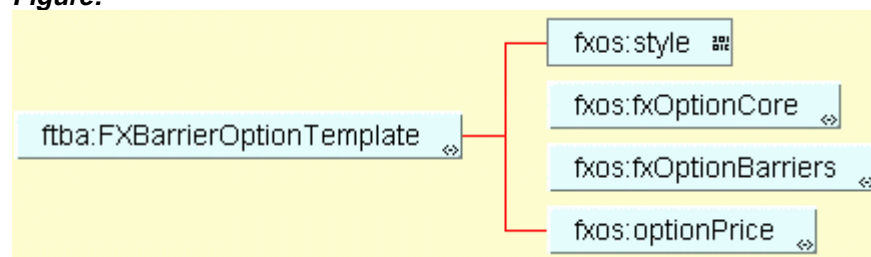 Figure:
fxos:style
fxos:fxOptionCore
ftba:FXBarrierOptionTemplate
fxos:fxOptionBarriers
fxos:optionPrice